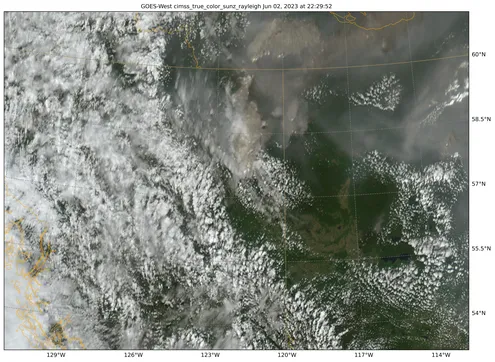 GOES-West cimss_true_color_sunz_rayleigh Jun 02, 2023 at 22:29:52
60°N
58.5°N
57°N
55.5°N
54°N
129°W 126°W 123°W 120°W 117°W 114°W